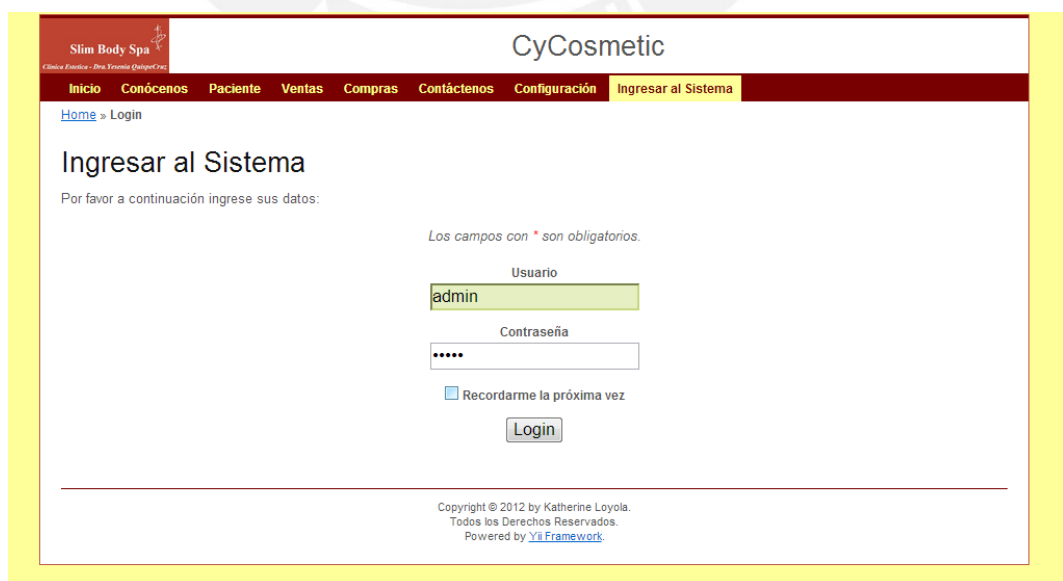 Slim Body Spa
Clinica Estetica - Dra.Yesenia QuispeCruz
CyCosmetic
Inicio Conócenos Paciente Ventas Compras Contáctenos Configuración Ingresar al Sistema
Home » Login
Ingresar al Sistema
Por favor a continuación ingrese sus datos:
Los campos con * son obligatorios.
Usuario
admin
Contraseña
•••••
Recordarme la próxima vez
Login
Copyright © 2012 by Katherine Loyola.
Todos los Derechos Reservados.
Powered by Yii Framework.